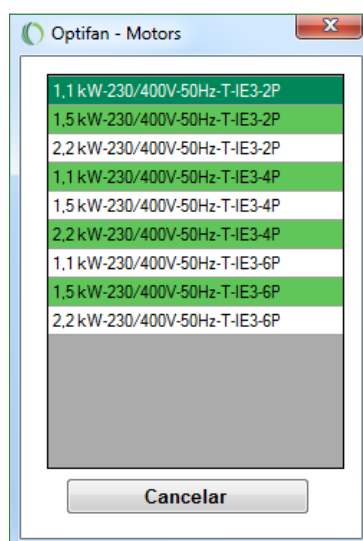 Optifan - Motors
1,1 kW-230/400V-50Hz-T-IE3-2P
1,5 kW-230/400V-50Hz-T-IE3-2P
2,2 kW-230/400V-50Hz-T-IE3-2P
1,1 kW-230/400V-50Hz-T-IE3-4P
1,5 kW-230/400V-50Hz-T-IE3-4P
2,2 kW-230/400V-50Hz-T-IE3-4P
1,1 kW-230/400V-50Hz-T-IE3-6P
1,5 kW-230/400V-50Hz-T-IE3-6P
2,2 kW-230/400V-50Hz-T-IE3-6P
Cancelar